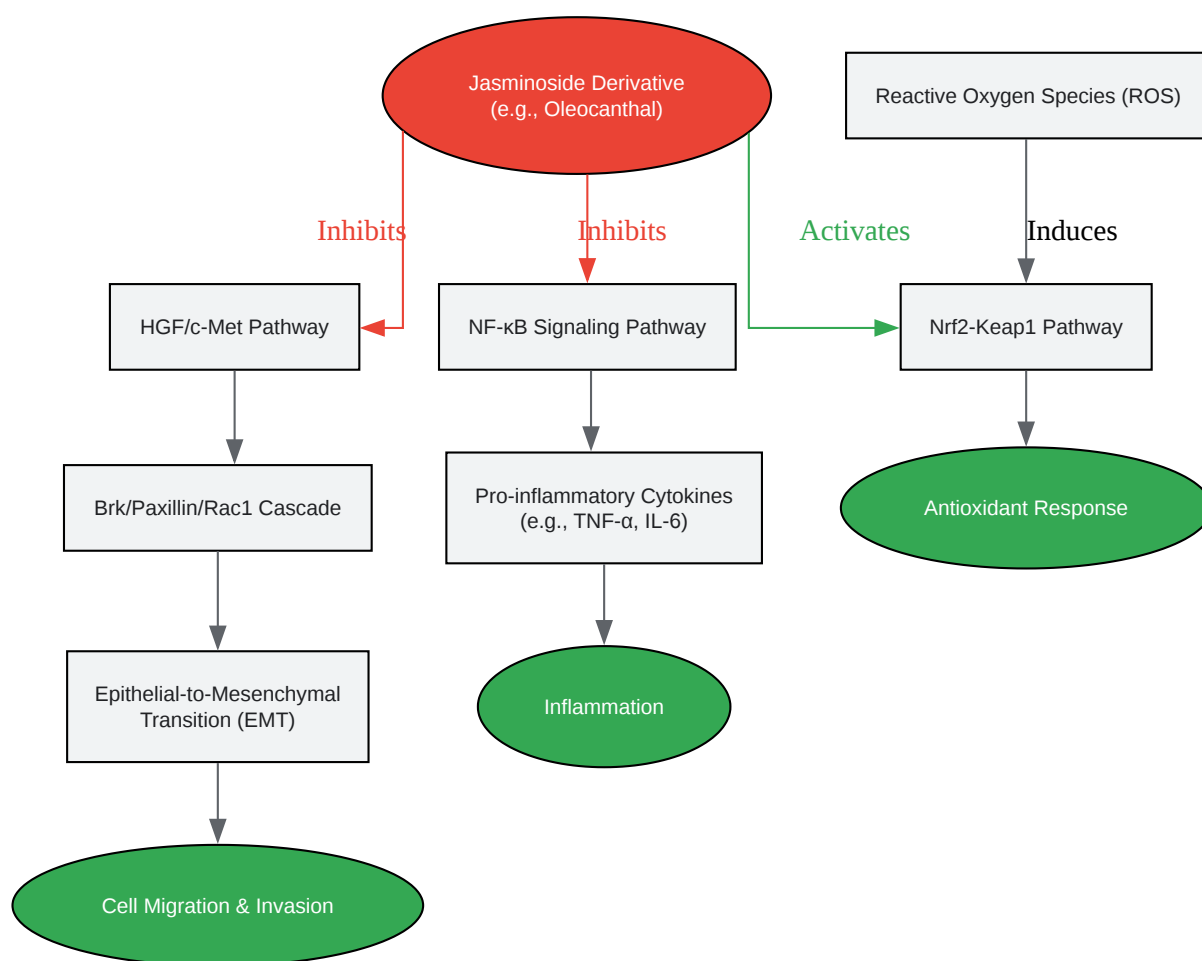 Jasminoside Derivative
(e.g., Oleocanthal)
Reactive Oxygen Species (ROS)
Inhibits
Inhibits
Activates
Induces
HGF/c-Met Pathway
NF-κB Signaling Pathway
Nrf2-Keap1 Pathway
Brk/Paxillin/Rac1 Cascade
Pro-inflammatory Cytokines
(e.g., TNF-α, IL-6)
Antioxidant Response
Epithelial-to-Mesenchymal
Transition (EMT)
Inflammation
Cell Migration & Invasion